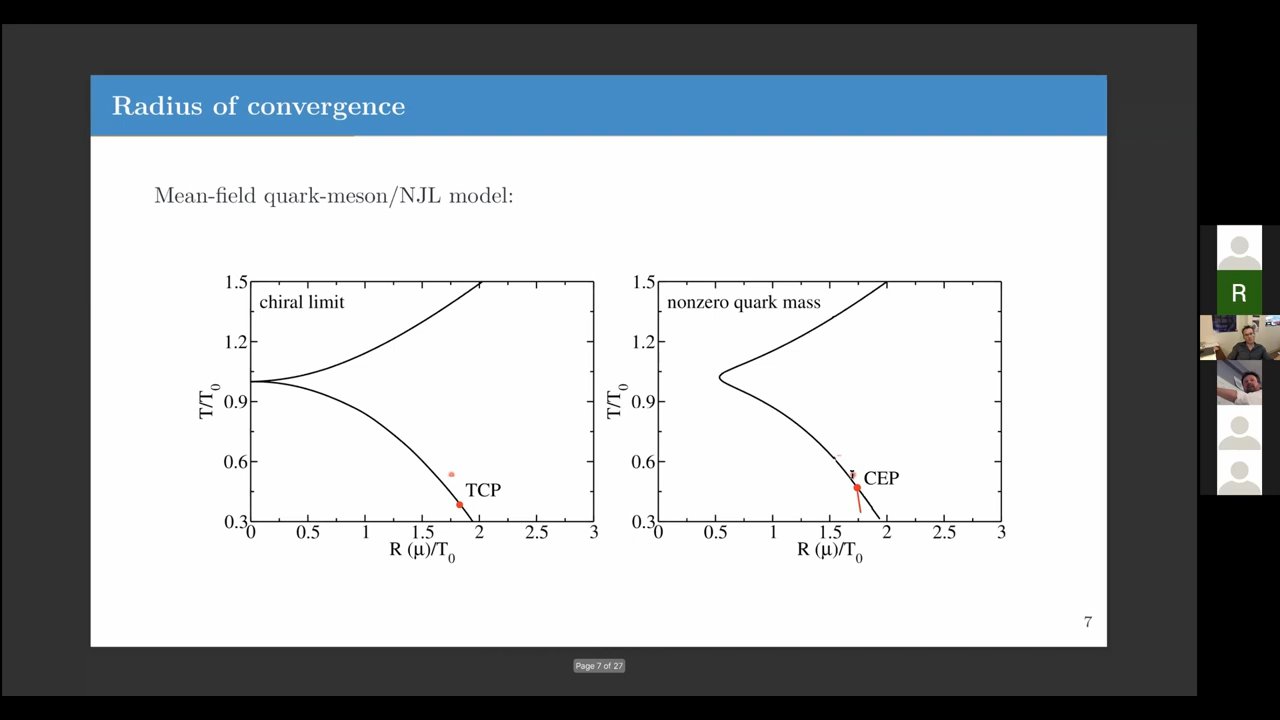 Radius of convergence
Mean-field quark-meson/NJL model:
1.5
chiral limit
1.2
0.9
T/T0
0.6
TCP
0.3
0 0.5 1 1.5 2 2.5 3
R (μ)/T0
1.5
nonzero quark mass
1.2
0.9
T/T0
0.6
CEP
0.3
0 0.5 1 1.5 2 2.5 3
R (μ)/T0
7
Page 7 of 27
R